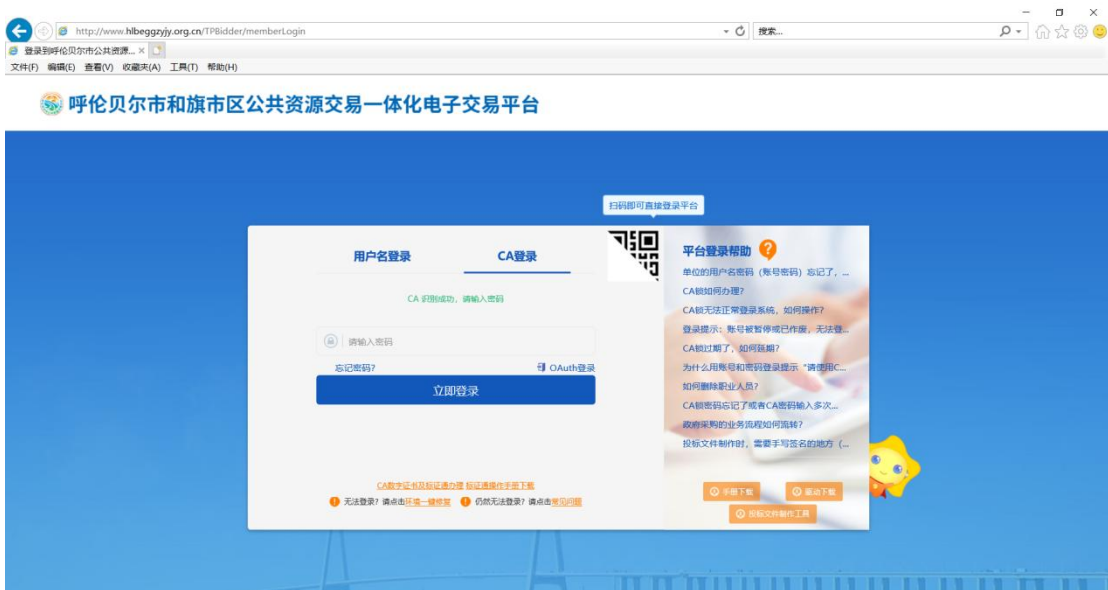 http://www.hlbeggzyjy.org.cn/TPBidder/memberLogin
搜索...
登录到呼伦贝尔市公共资源...
文件(F) 编辑(E) 查看(V) 收藏夹(A) 工具(T) 帮助(H)
呼伦贝尔市和旗市区公共资源交易一体化电子交易平台
扫码即可直接登录平台
用户名登录
CA登录
CA 识别成功，请输入密码
请输入密码
忘记密码?
OAuth登录
立即登录
CA数字证书及标证通办理 标证通操作手册下载
无法登录? 请点击环境一键修复
仍然无法登录? 请点击常见问题
平台登录帮助
单位的用户名密码（账号密码）忘记了，...
CA锁如何办理?
CA锁无法正常登录系统，如何操作?
登录提示：账号被暂停或已作废，无法登...
CA锁过期了，如何延期?
为什么用账号和密码登录提示“请使用C...
如何删除职业人员?
CA锁密码忘记了或者CA密码输入多次...
政府采购的业务流程如何流转?
投标文件制作时，需要手写签名的地方（...
手册下载
驱动下载
投标文件制作工具